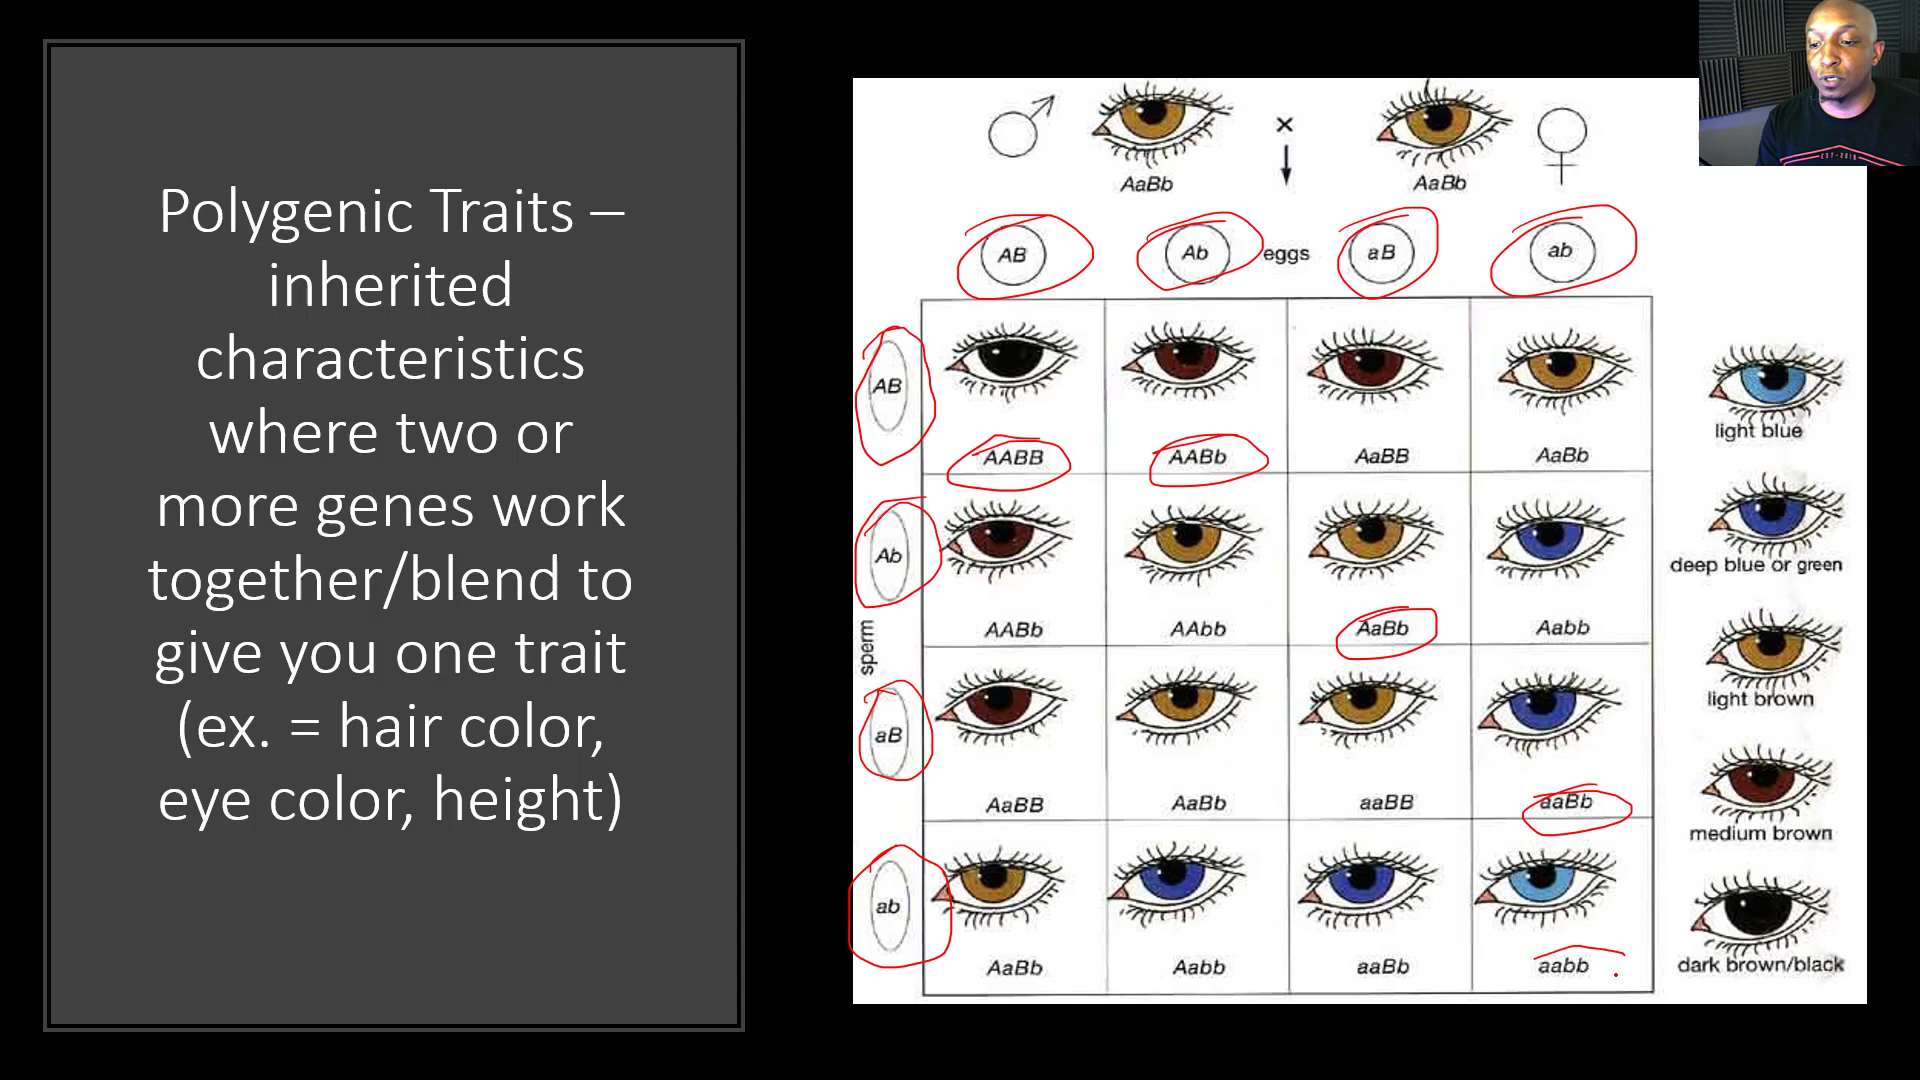 Polygenic Traits –
inherited
characteristics
where two or
more genes work
together/blend to
give you one trait
(ex. = hair color,
eye color, height)
×
AaBb AaBb
AB Ab eggs aB ab
AB
AABB AABb AaBB AaBb
Ab
AABb AAbb AaBb Aabb
sperm
aB
AaBB AaBb aaBB aaBb
ab
AaBb Aabb aaBb aabb
light blue
deep blue or green
light brown
medium brown
dark brown/black
EST-2015